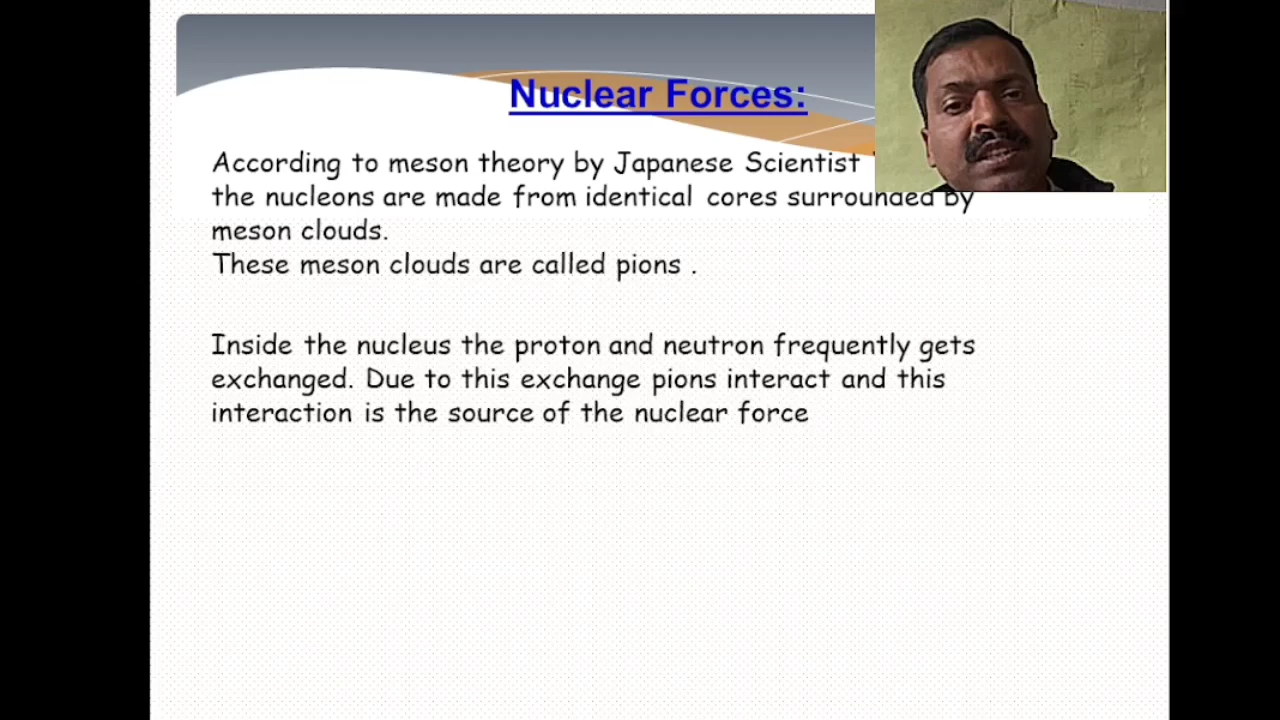 Nuclear Forces:
According to meson theory by Japanese Scientist
the nucleons are made from identical cores surrounded by
meson clouds.
These meson clouds are called pions .
Inside the nucleus the proton and neutron frequently gets
exchanged. Due to this exchange pions interact and this
interaction is the source of the nuclear force